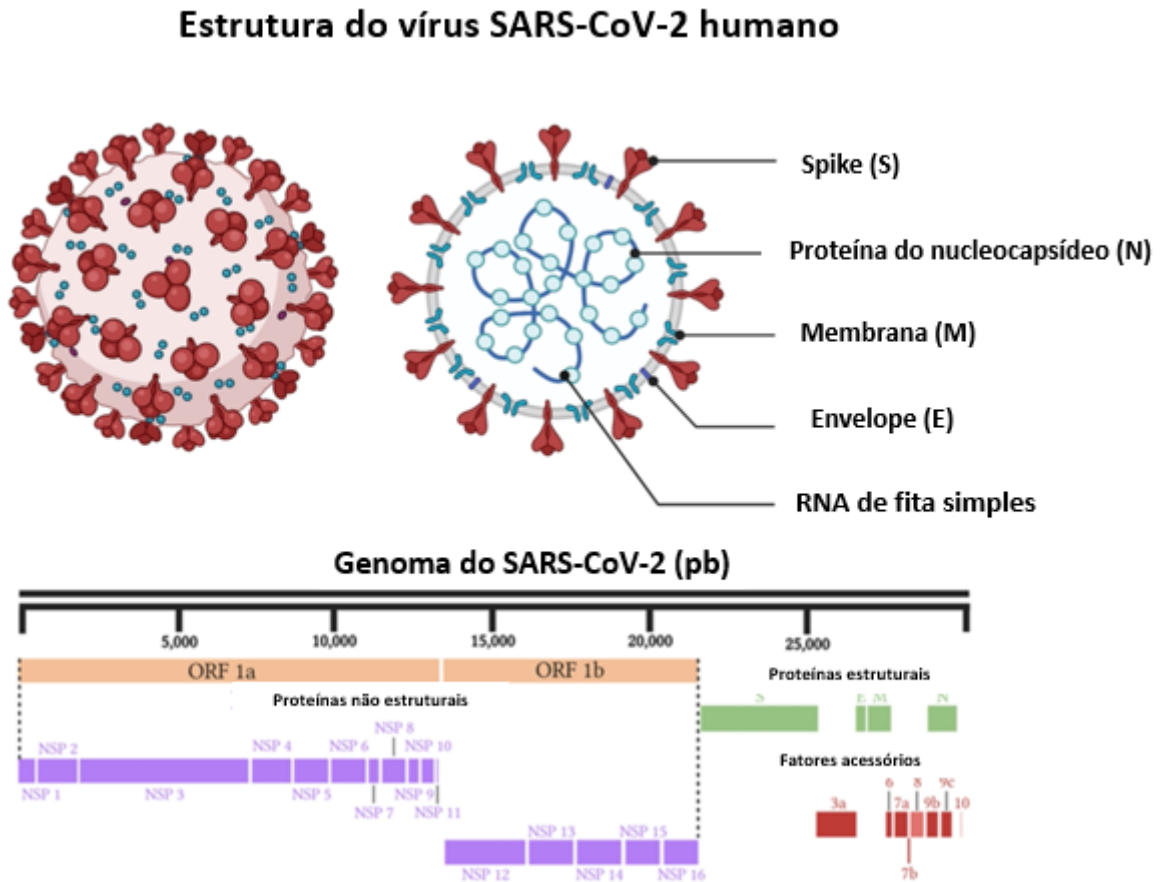 Estrutura do vírus SARS-CoV-2 humano
Spike (S)
Proteína do nucleocapsídeo (N)
Membrana (M)
Envelope (E)
RNA de fita simples
Genoma do SARS-CoV-2 (pb)
5,000 10,000 15,000 20,000 25,000
ORF 1a ORF 1b
Proteínas estruturais
Proteínas não estruturais
S E M N
NSP 8
NSP 2 NSP 4 NSP 6 NSP 10
NSP 1 NSP 3 NSP 5 NSP 9
NSP 7 NSP 11
Fatores acessórios
6 8 9c
3a 7a 9b 10
7b
NSP 13 NSP 15
NSP 12 NSP 14 NSP 16